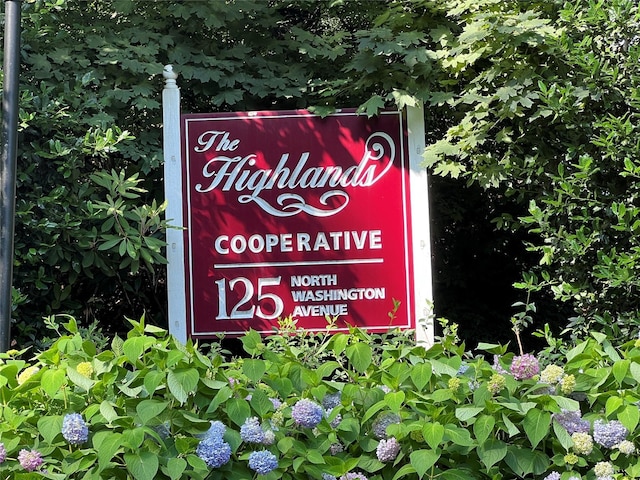 The
Highlands
COOPERATIVE
125 NORTH
WASHINGTON
AVENUE